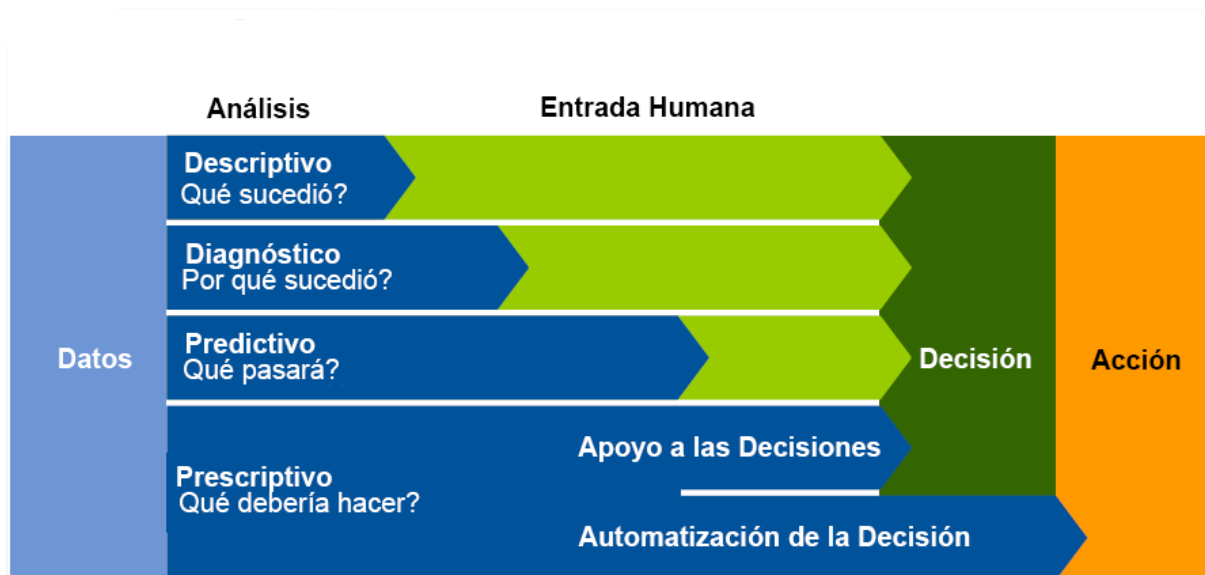 Análisis
Entrada Humana
Descriptivo
Qué sucedió?
Diagnóstico
Por qué sucedió?
Predictivo
Qué pasará?
Datos
Decisión
Acción
Apoyo a las Decisiones
Prescriptivo
Qué debería hacer?
Automatización de la Decisión